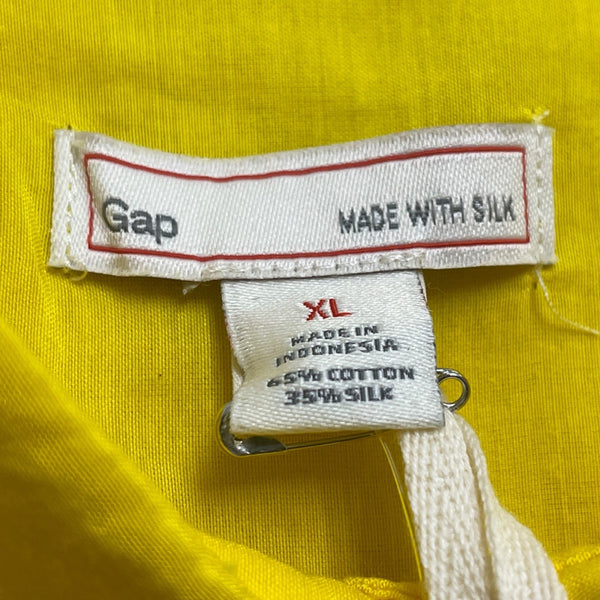 Gap
MADE WITH SILK
XL
MADE IN
INDONESIA
65% COTTON
35% SILK